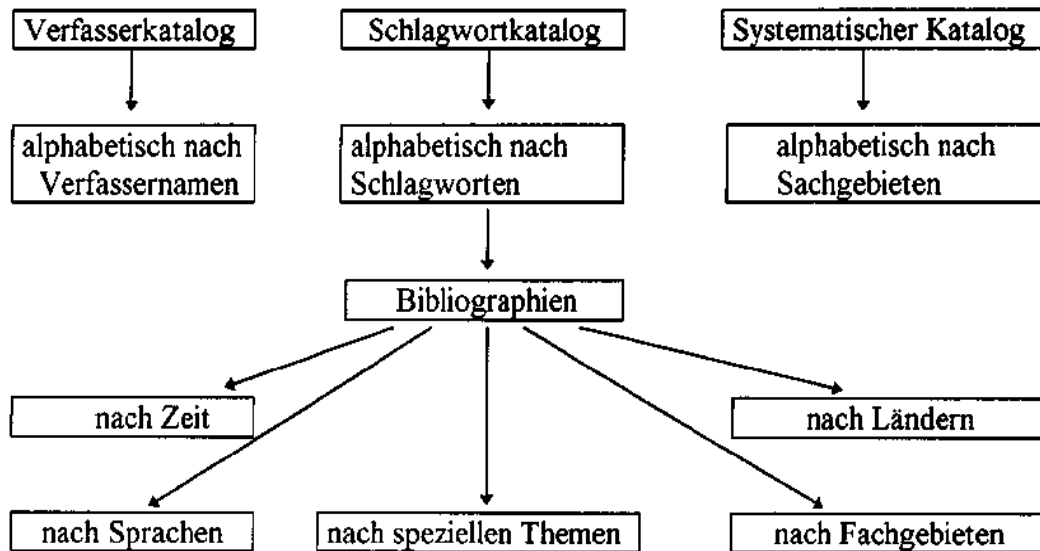 Verfasserkatalog
Schlagwortkatalog
Systematischer Katalog
alphabetisch nach
Verfassernamen
alphabetisch nach
Schlagworten
alphabetisch nach
Sachgebieten
Bibliographien
nach Zeit
nach Ländern
nach Sprachen
nach speziellen Themen
nach Fachgebieten